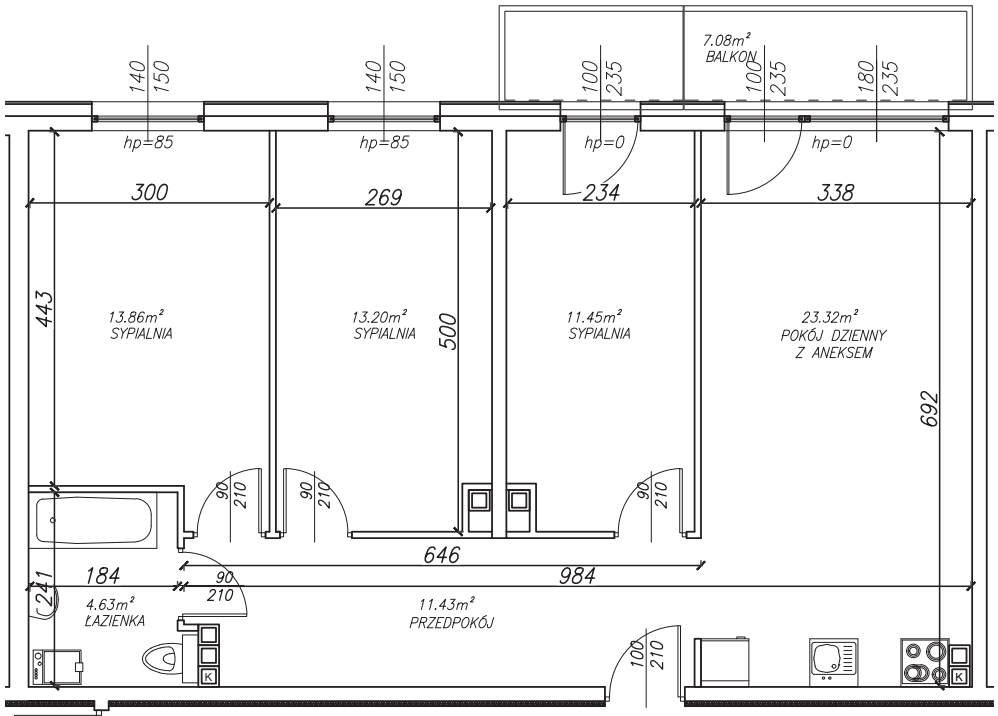 7.08m²
BALKON
140
150
140
150
100
235
100
235
180
235
hp=85
hp=85
hp=0
hp=0
300
269
234
338
443
13.86m²
SYPIALNIA
13.20m²
SYPIALNIA
500
11.45m²
SYPIALNIA
23.32m²
POKÓJ DZIENNY
Z ANEKSEM
692
90
210
90
210
90
210
646
241
184
90
210
984
4.63m²
ŁAZIENKA
11.43m²
PRZEDPOKÓJ
100
210
K
K